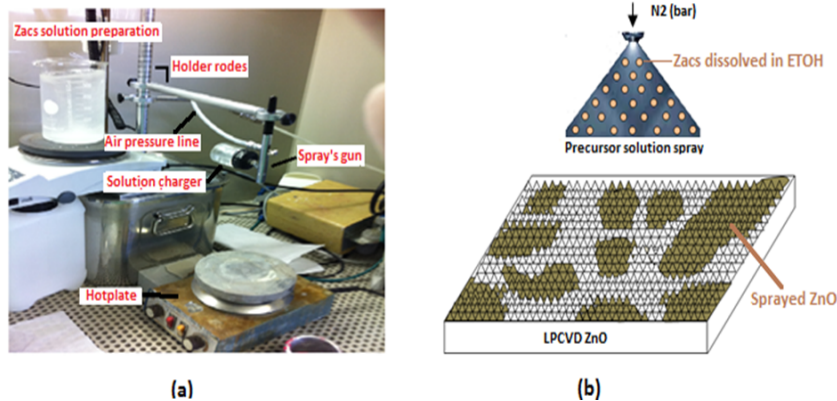 Zacs solution preparation
Holder rodes
Air pressure line
Spray's gun
Solution charger
Hotplate
(a)
N2 (bar)
Zacs dissolved in ETOH
Precursor solution spray
Sprayed ZnO
LPCVD ZnO
(b)